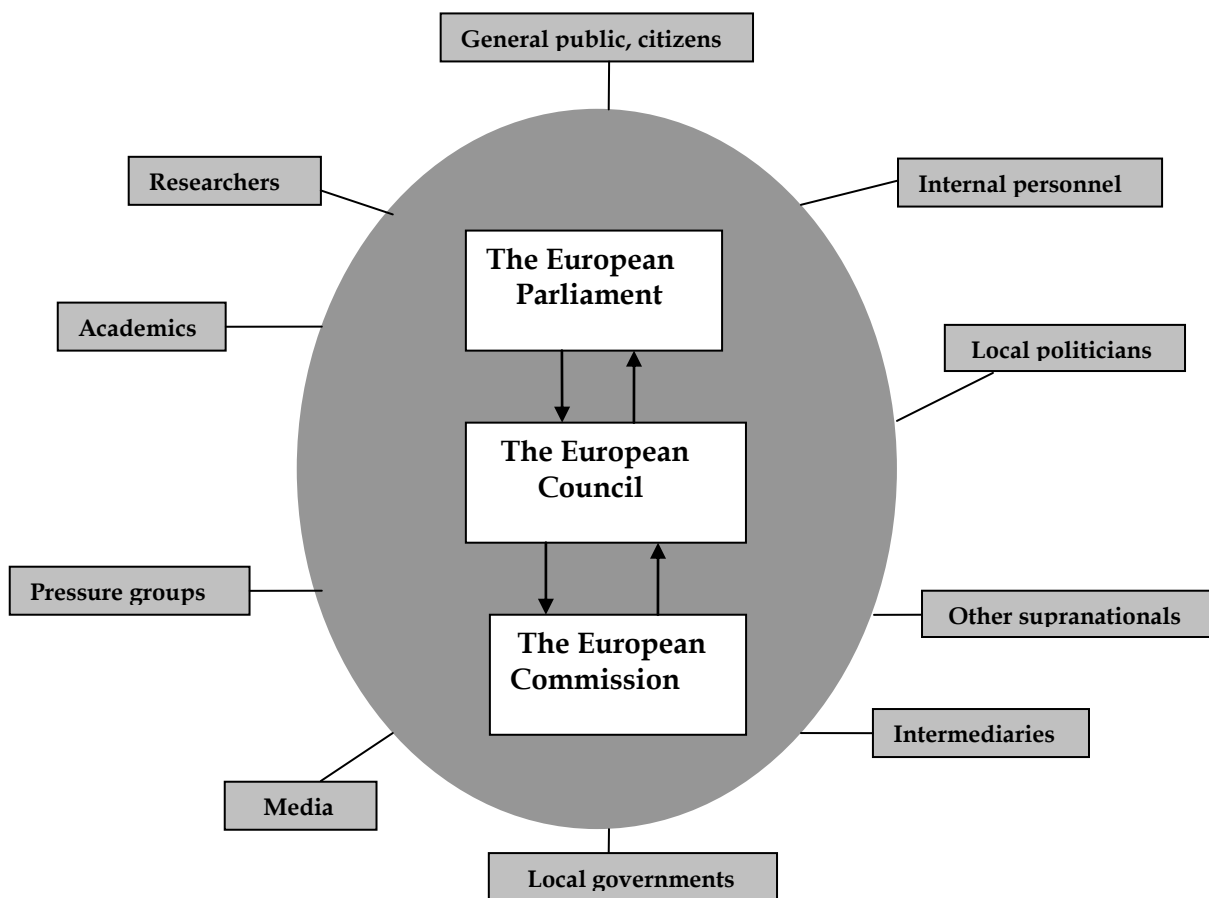 General public, citizens
Researchers
Internal personnel
The European
Parliament
Academics
Local politicians
The European
Council
Pressure groups
Other supranationals
The European
Commission
Intermediaries
Media
Local governments